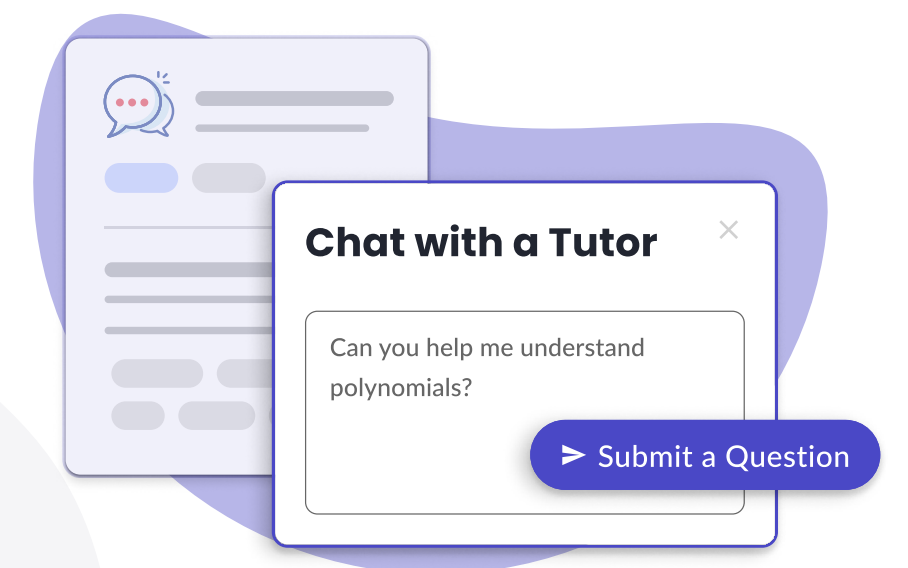 Chat with a Tutor
Can you help me understand
polynomials?
Submit a Question